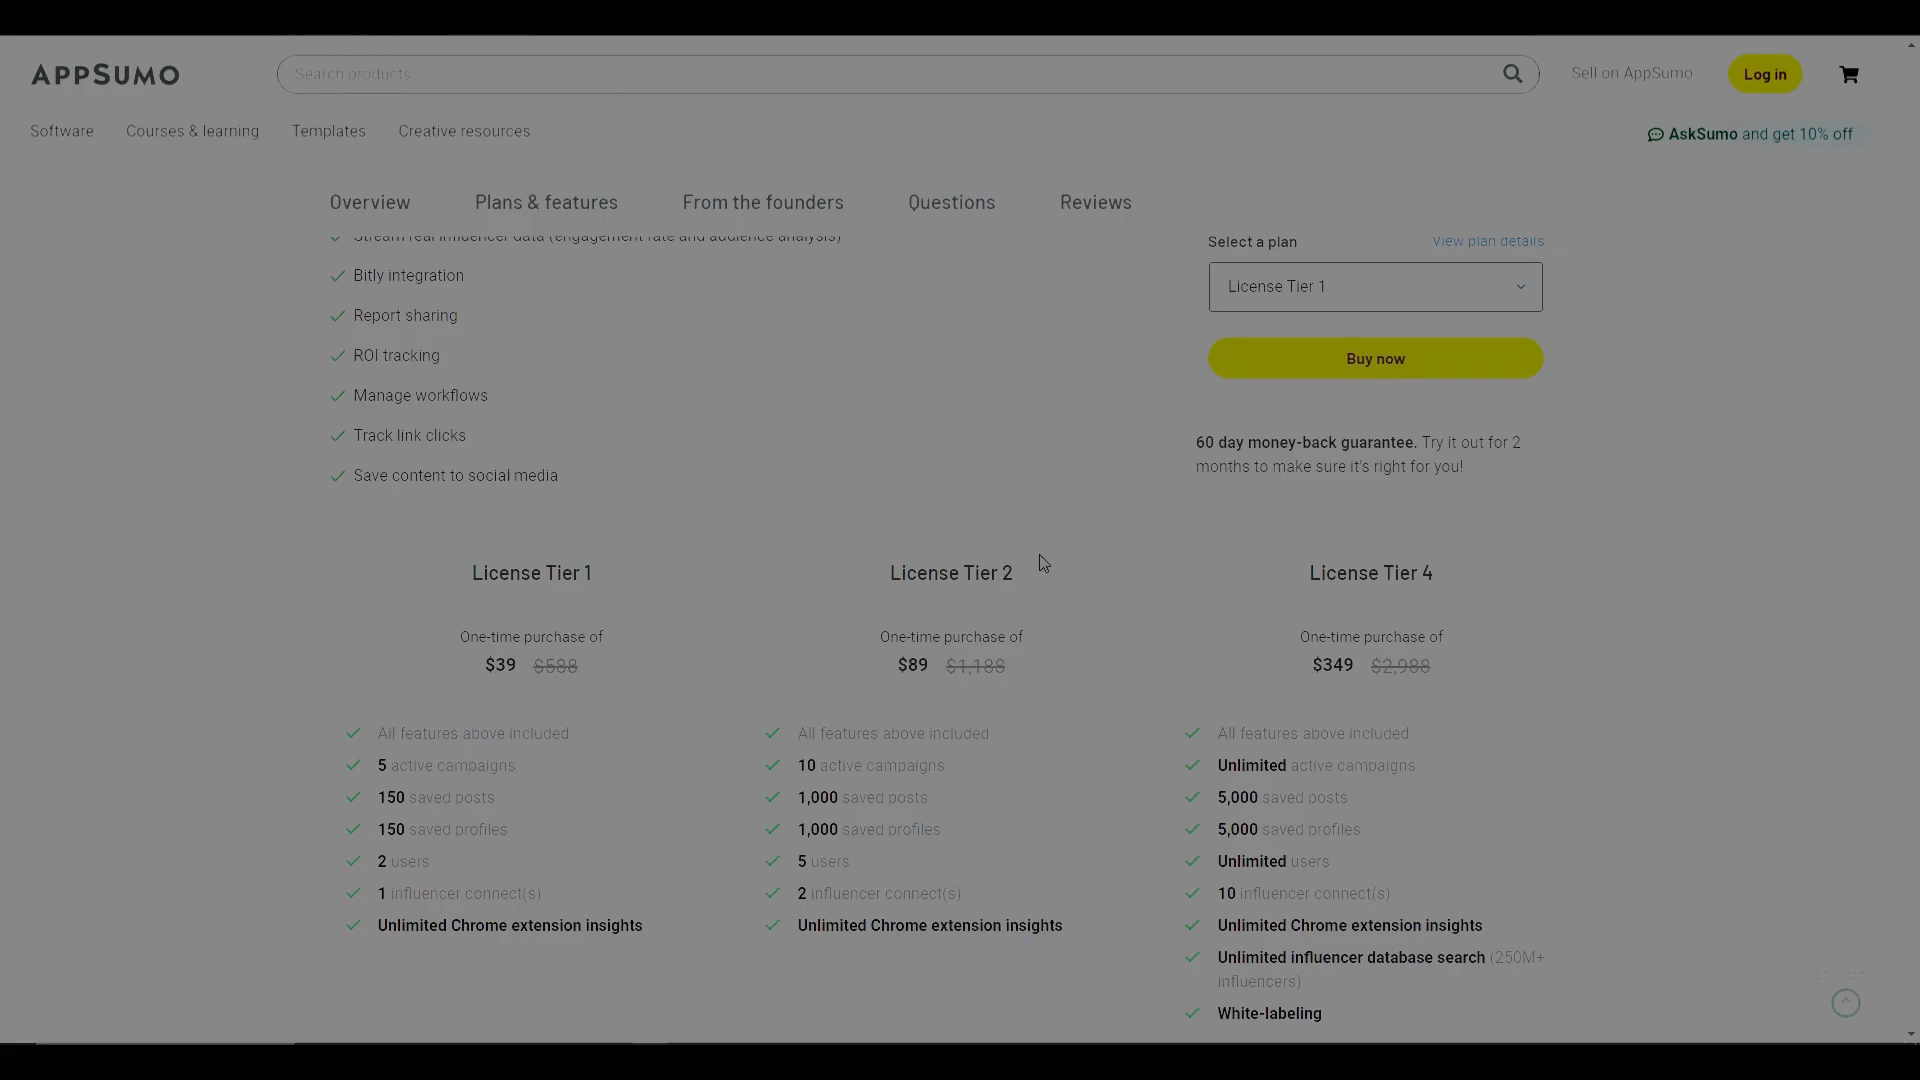 APPSUMO
Search products
Sell on AppSumo
Log in
Software
Courses & learning
Templates
Creative resources
AskSumo and get 10% off
Overview
Plans & features
From the founders
Questions
Reviews
Stream real influencer data (engagement rate and audience analysis)
Bitly integration
Report sharing
ROI tracking
Manage workflows
Track link clicks
Save content to social media
Select a plan
View plan details
License Tier 1
Buy now
60 day money-back guarantee. Try it out for 2
months to make sure it's right for you!
License Tier 1
One-time purchase of
$39 $588
All features above included
5 active campaigns
150 saved posts
150 saved profiles
2 users
1 influencer connect(s)
Unlimited Chrome extension insights
License Tier 2
One-time purchase of
$89 $1,188
All features above included
10 active campaigns
1,000 saved posts
1,000 saved profiles
5 users
2 influencer connect(s)
Unlimited Chrome extension insights
License Tier 4
One-time purchase of
$349 $2,988
All features above included
Unlimited active campaigns
5,000 saved posts
5,000 saved profiles
Unlimited users
10 influencer connect(s)
Unlimited Chrome extension insights
Unlimited influencer database search (250M+
influencers)
White-labeling